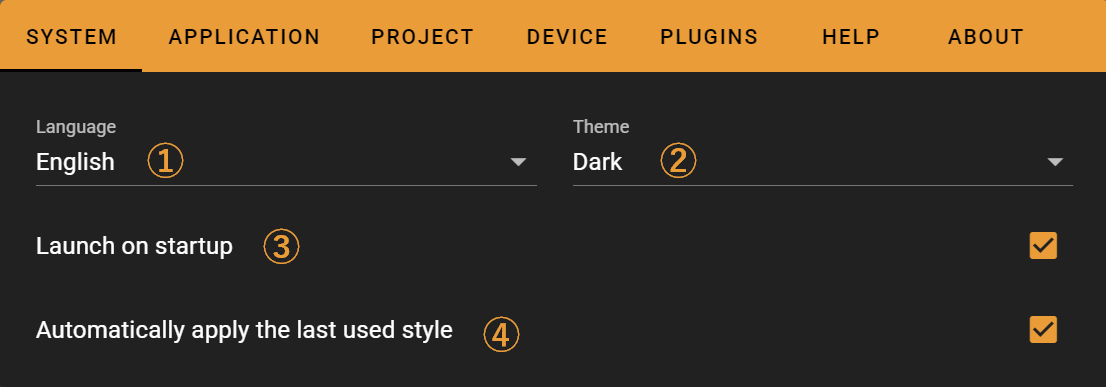 SYSTEM APPLICATION PROJECT DEVICE PLUGINS HELP ABOUT
Language Theme
English ① Dark ②
Launch on startup ③
Automatically apply the last used style ④